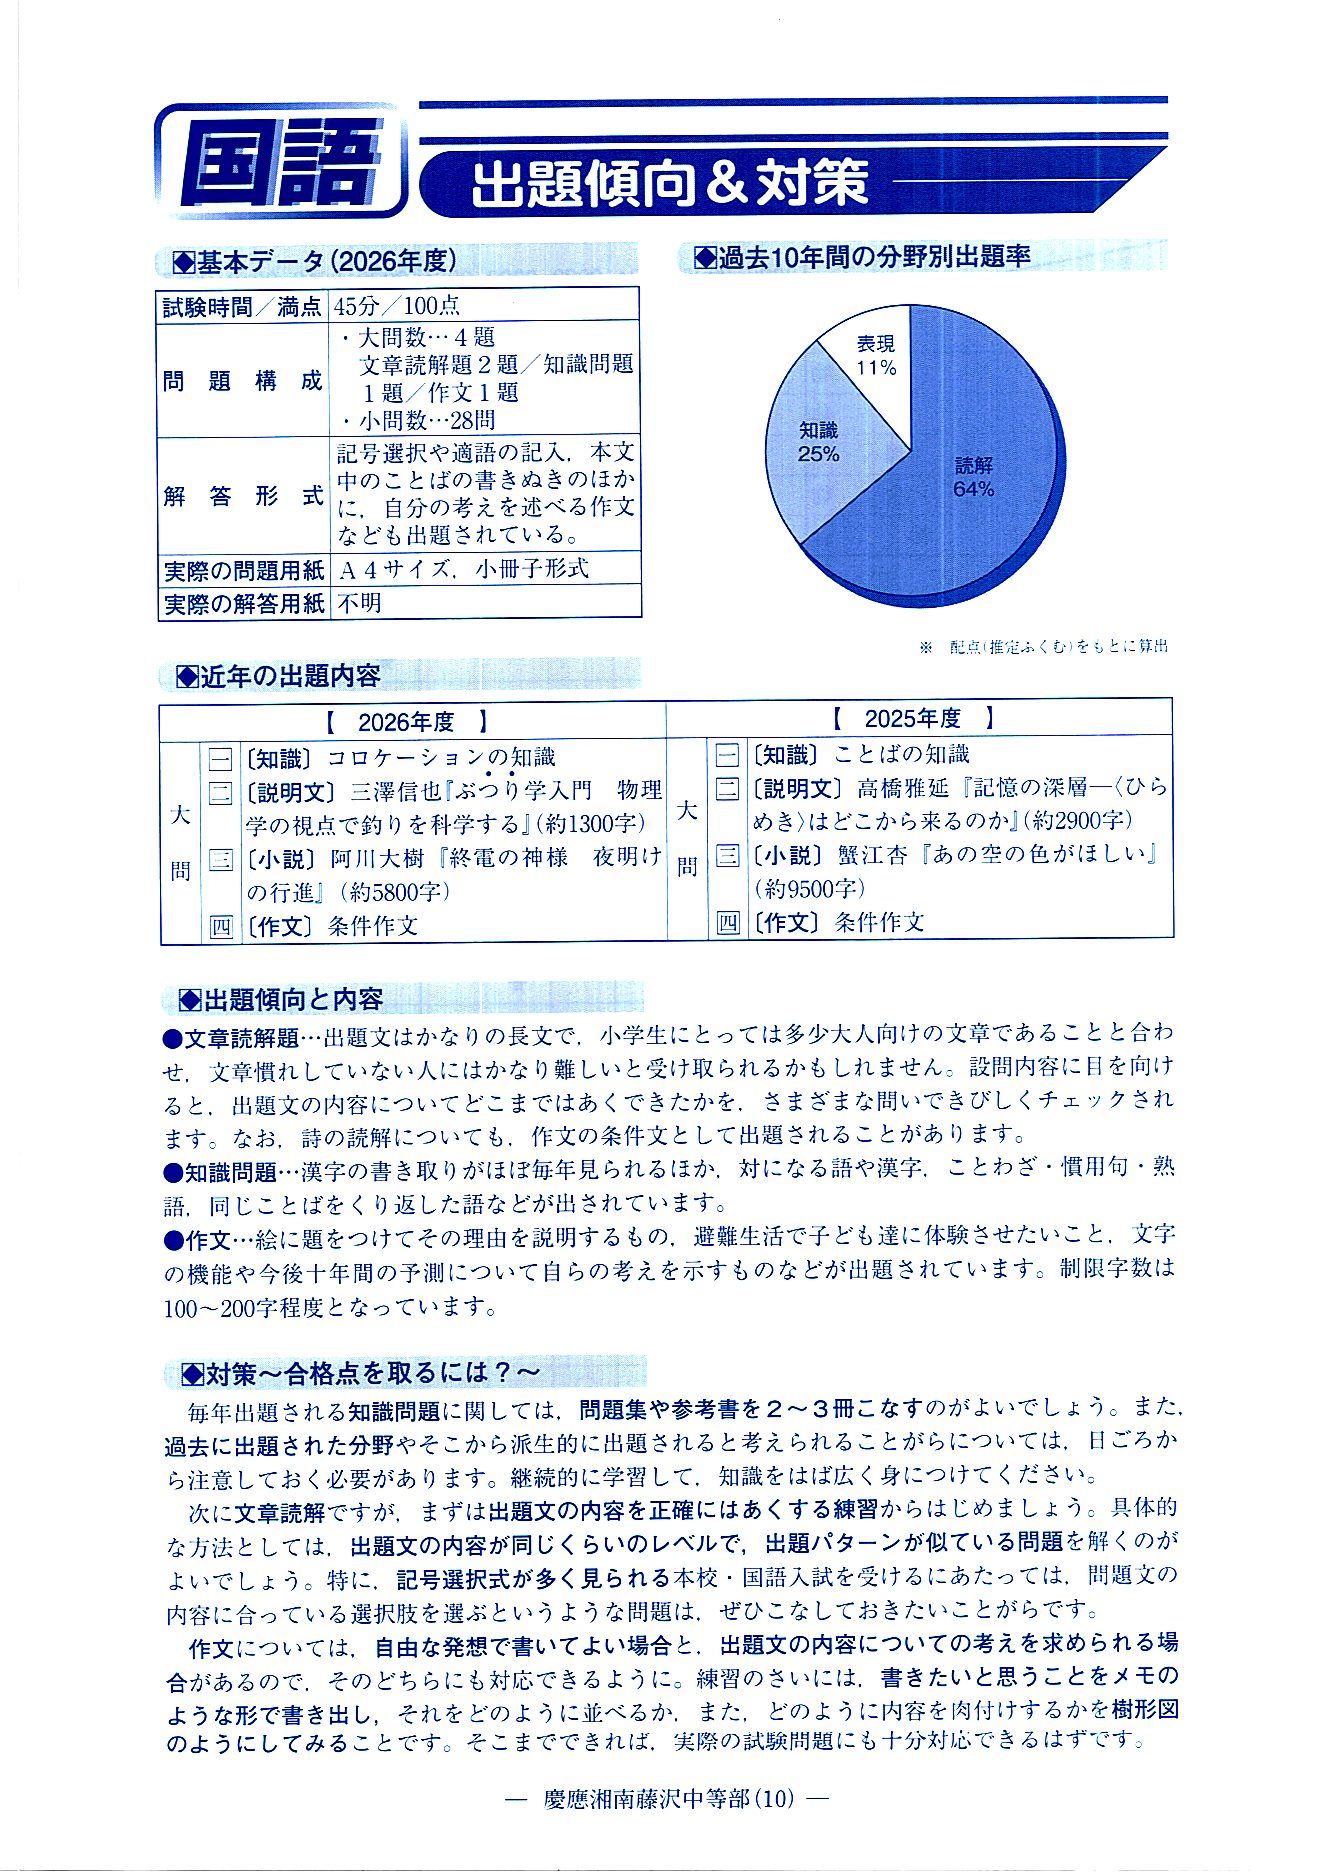 国語
出題傾向＆対策
◆基本データ(2026年度)
試験時間／満点 45分／100点
問題構成
・大問数…４題
文章読解題２題／知識問題
１題／作文１題
・小問数…28問
解答形式
記号選択や適語の記入，本文
中のことばの書きぬきのほか
に，自分の考えを述べる作文
なども出題されている。
実際の問題用紙 Ａ４サイズ，小冊子形式
実際の解答用紙 不明
◆過去10年間の分野別出題率
表現
11%
知識
25%
読解
64%
※　配点(推定ふくむ)をもとに算出
◆近年の出題内容
【　2026年度　】
大問
一 〔知識〕コロケーションの知識
二 〔説明文〕三澤信也『ぶつり学入門　物理
学の視点で釣りを科学する』(約1300字)
三 〔小説〕阿川大樹『終電の神様　夜明け
の行進』(約5800字)
四 〔作文〕条件作文
【　2025年度　】
大問
一 〔知識〕ことばの知識
二 〔説明文〕高橋雅延『記憶の深層―〈ひら
めき〉はどこから来るのか』(約2900字)
三 〔小説〕蟹江杏『あの空の色がほしい』
(約9500字)
四 〔作文〕条件作文
◆出題傾向と内容
●文章読解題…出題文はかなりの長文で，小学生にとっては多少大人向けの文章であることと合わ
せ，文章慣れしていない人にはかなり難しいと受け取られるかもしれません。設問内容に目を向け
ると，出題文の内容についてどこまではあくできたかを，さまざまな問いできびしくチェックされ
ます。なお，詩の読解についても，作文の条件文として出題されることがあります。
●知識問題…漢字の書き取りがほぼ毎年見られるほか，対になる語や漢字，ことわざ・慣用句・熟
語，同じことばをくり返した語などが出されています。
●作文…絵に題をつけてその理由を説明するもの，避難生活で子ども達に体験させたいこと，文字
の機能や今後十年間の予測について自らの考えを示すものなどが出題されています。制限字数は
100～200字程度となっています。
◆対策～合格点を取るには？～
毎年出題される知識問題に関しては，問題集や参考書を２～３冊こなすのがよいでしょう。また，
過去に出題された分野やそこから派生的に出題されると考えられることがらについては，日ごろか
ら注意しておく必要があります。継続的に学習して，知識をはば広く身につけてください。
次に文章読解ですが，まずは出題文の内容を正確にはあくする練習からはじめましょう。具体的
な方法としては，出題文の内容が同じくらいのレベルで，出題パターンが似ている問題を解くのが
よいでしょう。特に，記号選択式が多く見られる本校・国語入試を受けるにあたっては，問題文の
内容に合っている選択肢を選ぶというような問題は，ぜひこなしておきたいことがらです。
作文については，自由な発想で書いてよい場合と，出題文の内容についての考えを求められる場
合があるので，そのどちらにも対応できるように。練習のさいには，書きたいと思うことをメモの
ような形で書き出し，それをどのように並べるか，また，どのように内容を肉付けするかを樹形図
のようにしてみることです。そこまでできれば，実際の試験問題にも十分対応できるはずです。
― 慶應湘南藤沢中等部(10) ―